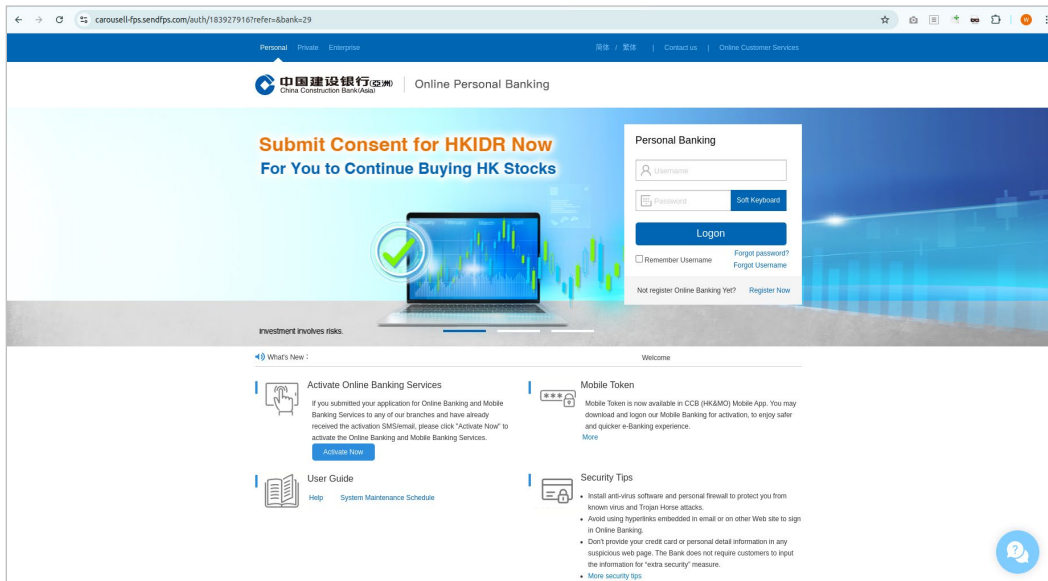 carousell-fps.sendfps.com/auth/183927916?refer=&bank=29
W
Personal Private Enterprise 简体 / 繁体 | Contact us | Online Customer Services
中国建设银行(亞洲)
China Construction Bank(Asia)
Online Personal Banking
Submit Consent for HKIDR Now
For You to Continue Buying HK Stocks
Investment involves risks.
Personal Banking
Username
Password Soft Keyboard
Logon
Remember Username Forgot password?
Forgot Username
Not register Online Banking Yet? Register Now
What's New :
Welcome
Activate Online Banking Services
If you submitted your application for Online Banking and Mobile
Banking Services to any of our branches and have already
received the activation SMS/email, please click "Activate Now" to
activate the Online Banking and Mobile Banking Services.
Activate Now
Mobile Token
Mobile Token is now available in CCB (HK&MO) Mobile App. You may
download and logon our Mobile Banking for activation, to enjoy safer
and quicker e-Banking experience.
More
User Guide
Help System Maintenance Schedule
Security Tips
Install anti-virus software and personal firewall to protect you from
known virus and Trojan Horse attacks.
Avoid using hyperlinks embedded in email or on other Web site to sign
in Online Banking.
Don't provide your credit card or personal detail information in any
suspicious web page. The Bank does not require customers to input
the information for "extra security" measure.
More security tips